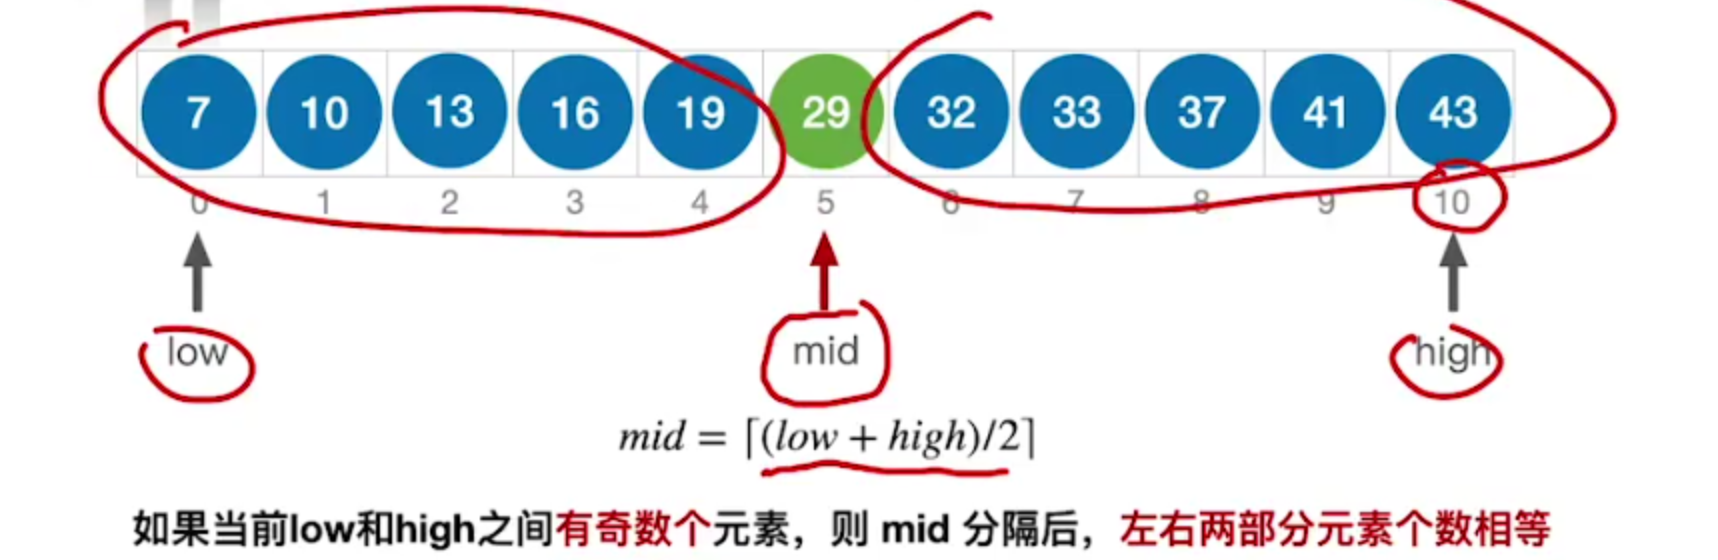 7 10 13 16 19 29 32 33 37 41 43
0 1 2 3 4 5 6 7 8 9 10
low mid high
mid = ⌈(low + high)/2⌉
如果当前low和high之间有奇数个元素，则 mid 分隔后，左右两部分元素个数相等